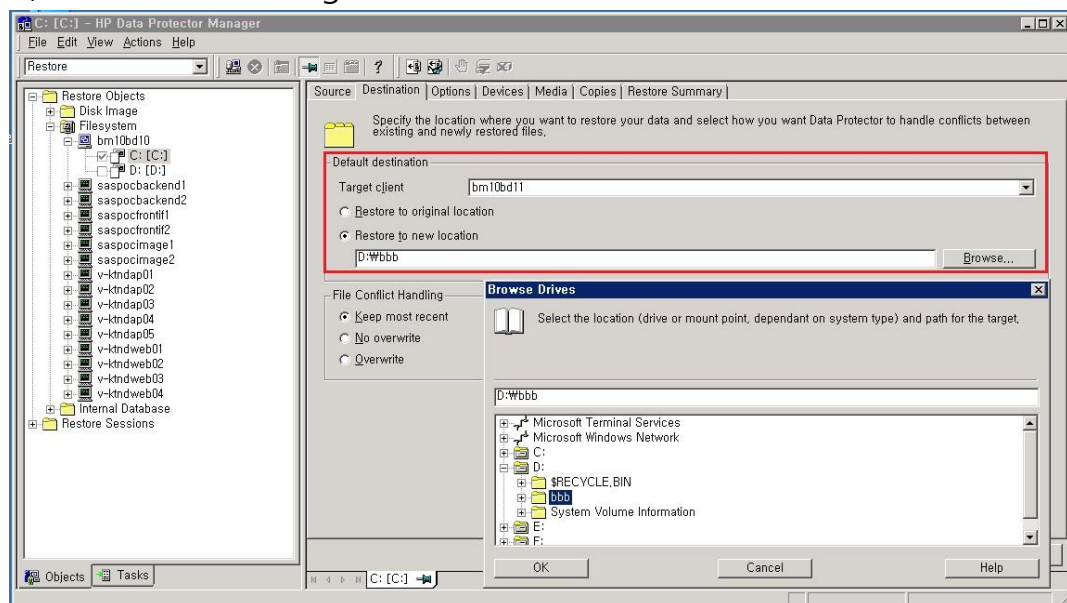 C: [C:] - HP Data Protector Manager
File Edit View Actions Help
Restore
Restore Objects
Disk Image
Filesystem
bm10bd10
C: [C:]
D: [D:]
saspocbackend1
saspocbackend2
saspocfrontif1
saspocfrontif2
saspocimage1
saspocimage2
v-ktndap01
v-ktndap02
v-ktndap03
v-ktndap04
v-ktndap05
v-ktndweb01
v-ktndweb02
v-ktndweb03
v-ktndweb04
Internal Database
Restore Sessions
Objects Tasks
Source Destination Options Devices Media Copies Restore Summary
Specify the location where you want to restore your data and select how you want Data Protector to handle conflicts between
existing and newly restored files,
Default destination
Target client bm10bd11
Restore to original location
Restore to new location
D:₩bbb Browse...
File Conflict Handling
Keep most recent
No overwrite
Overwrite
Browse Drives
Select the location (drive or mount point, dependant on system type) and path for the target,
D:₩bbb
Microsoft Terminal Services
Microsoft Windows Network
C:
D:
$RECYCLE,BIN
bbb
System Volume Information
E:
F:
OK Cancel Help
C: [C:]